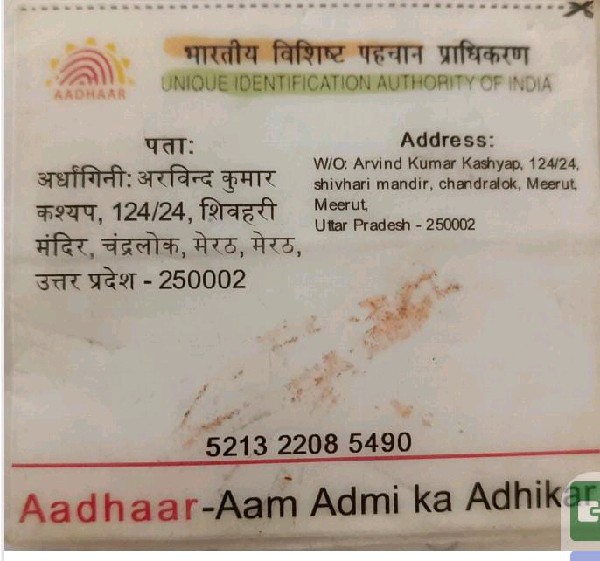 भारतीय विशिष्ट पहचान प्राधिकरण
AADHAAR
UNIQUE IDENTIFICATION AUTHORITY OF INDIA
पता:
अर्धागिनी: अरविन्द कुमार
कश्यप, 124/24, शिवहरी
मंदिर, चंद्रलोक, मेरठ, मेरठ,
उत्तर प्रदेश - 250002
Address:
W/O: Arvind Kumar Kashyap, 124/24,
shivhari mandir, chandralok, Meerut,
Meerut,
Uttar Pradesh - 250002
5213 2208 5490
Aadhaar-Aam Admi ka Adhikar